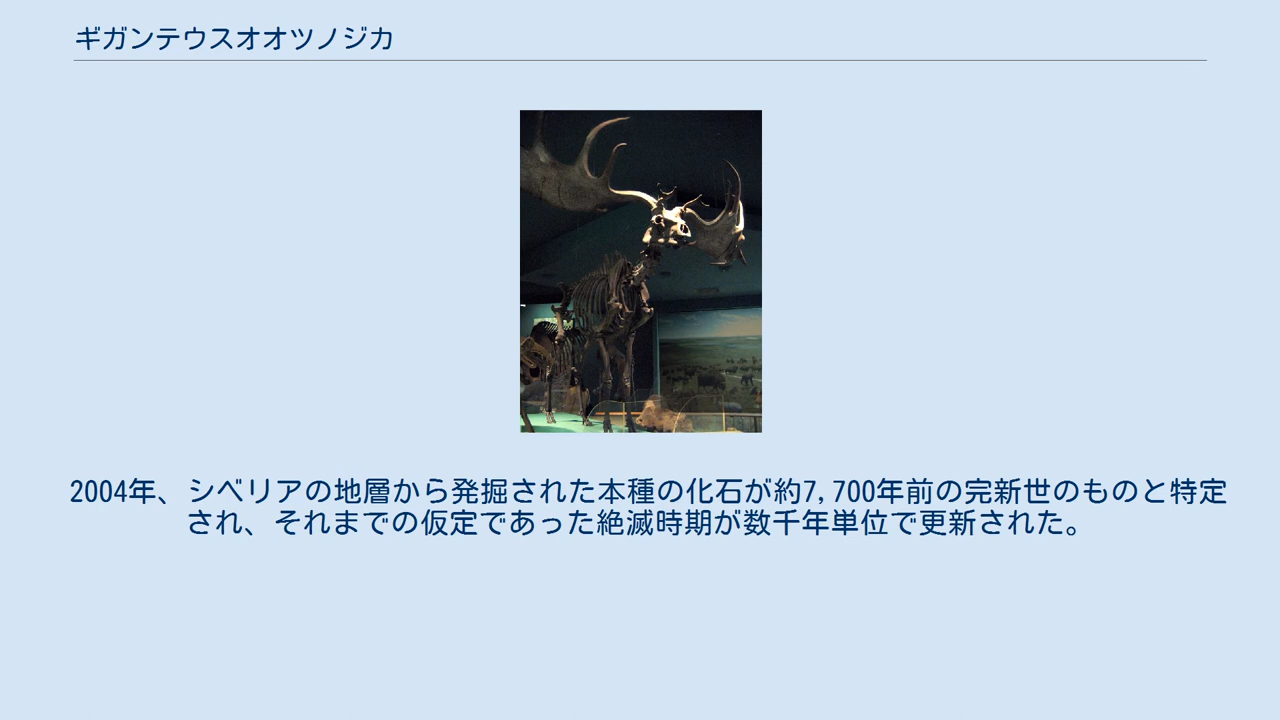 ギガンテウスオオツノジカ
2004年、シベリアの地層から発掘された本種の化石が約7,700年前の完新世のものと特定
され、それまでの仮定であった絶滅時期が数千年単位で更新された。